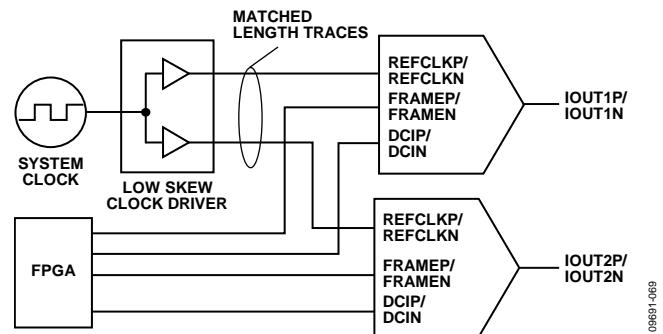 MATCHED
LENGTH TRACES
REFCLKP/
REFCLKN
FRAMEP/
FRAMEN
DCIP/
DCIN
IOUT1P/
IOUT1N
SYSTEM
CLOCK
LOW SKEW
CLOCK DRIVER
FPGA
REFCLKP/
REFCLKN
FRAMEP/
FRAMEN
DCIP/
DCIN
IOUT2P/
IOUT2N
09691-069